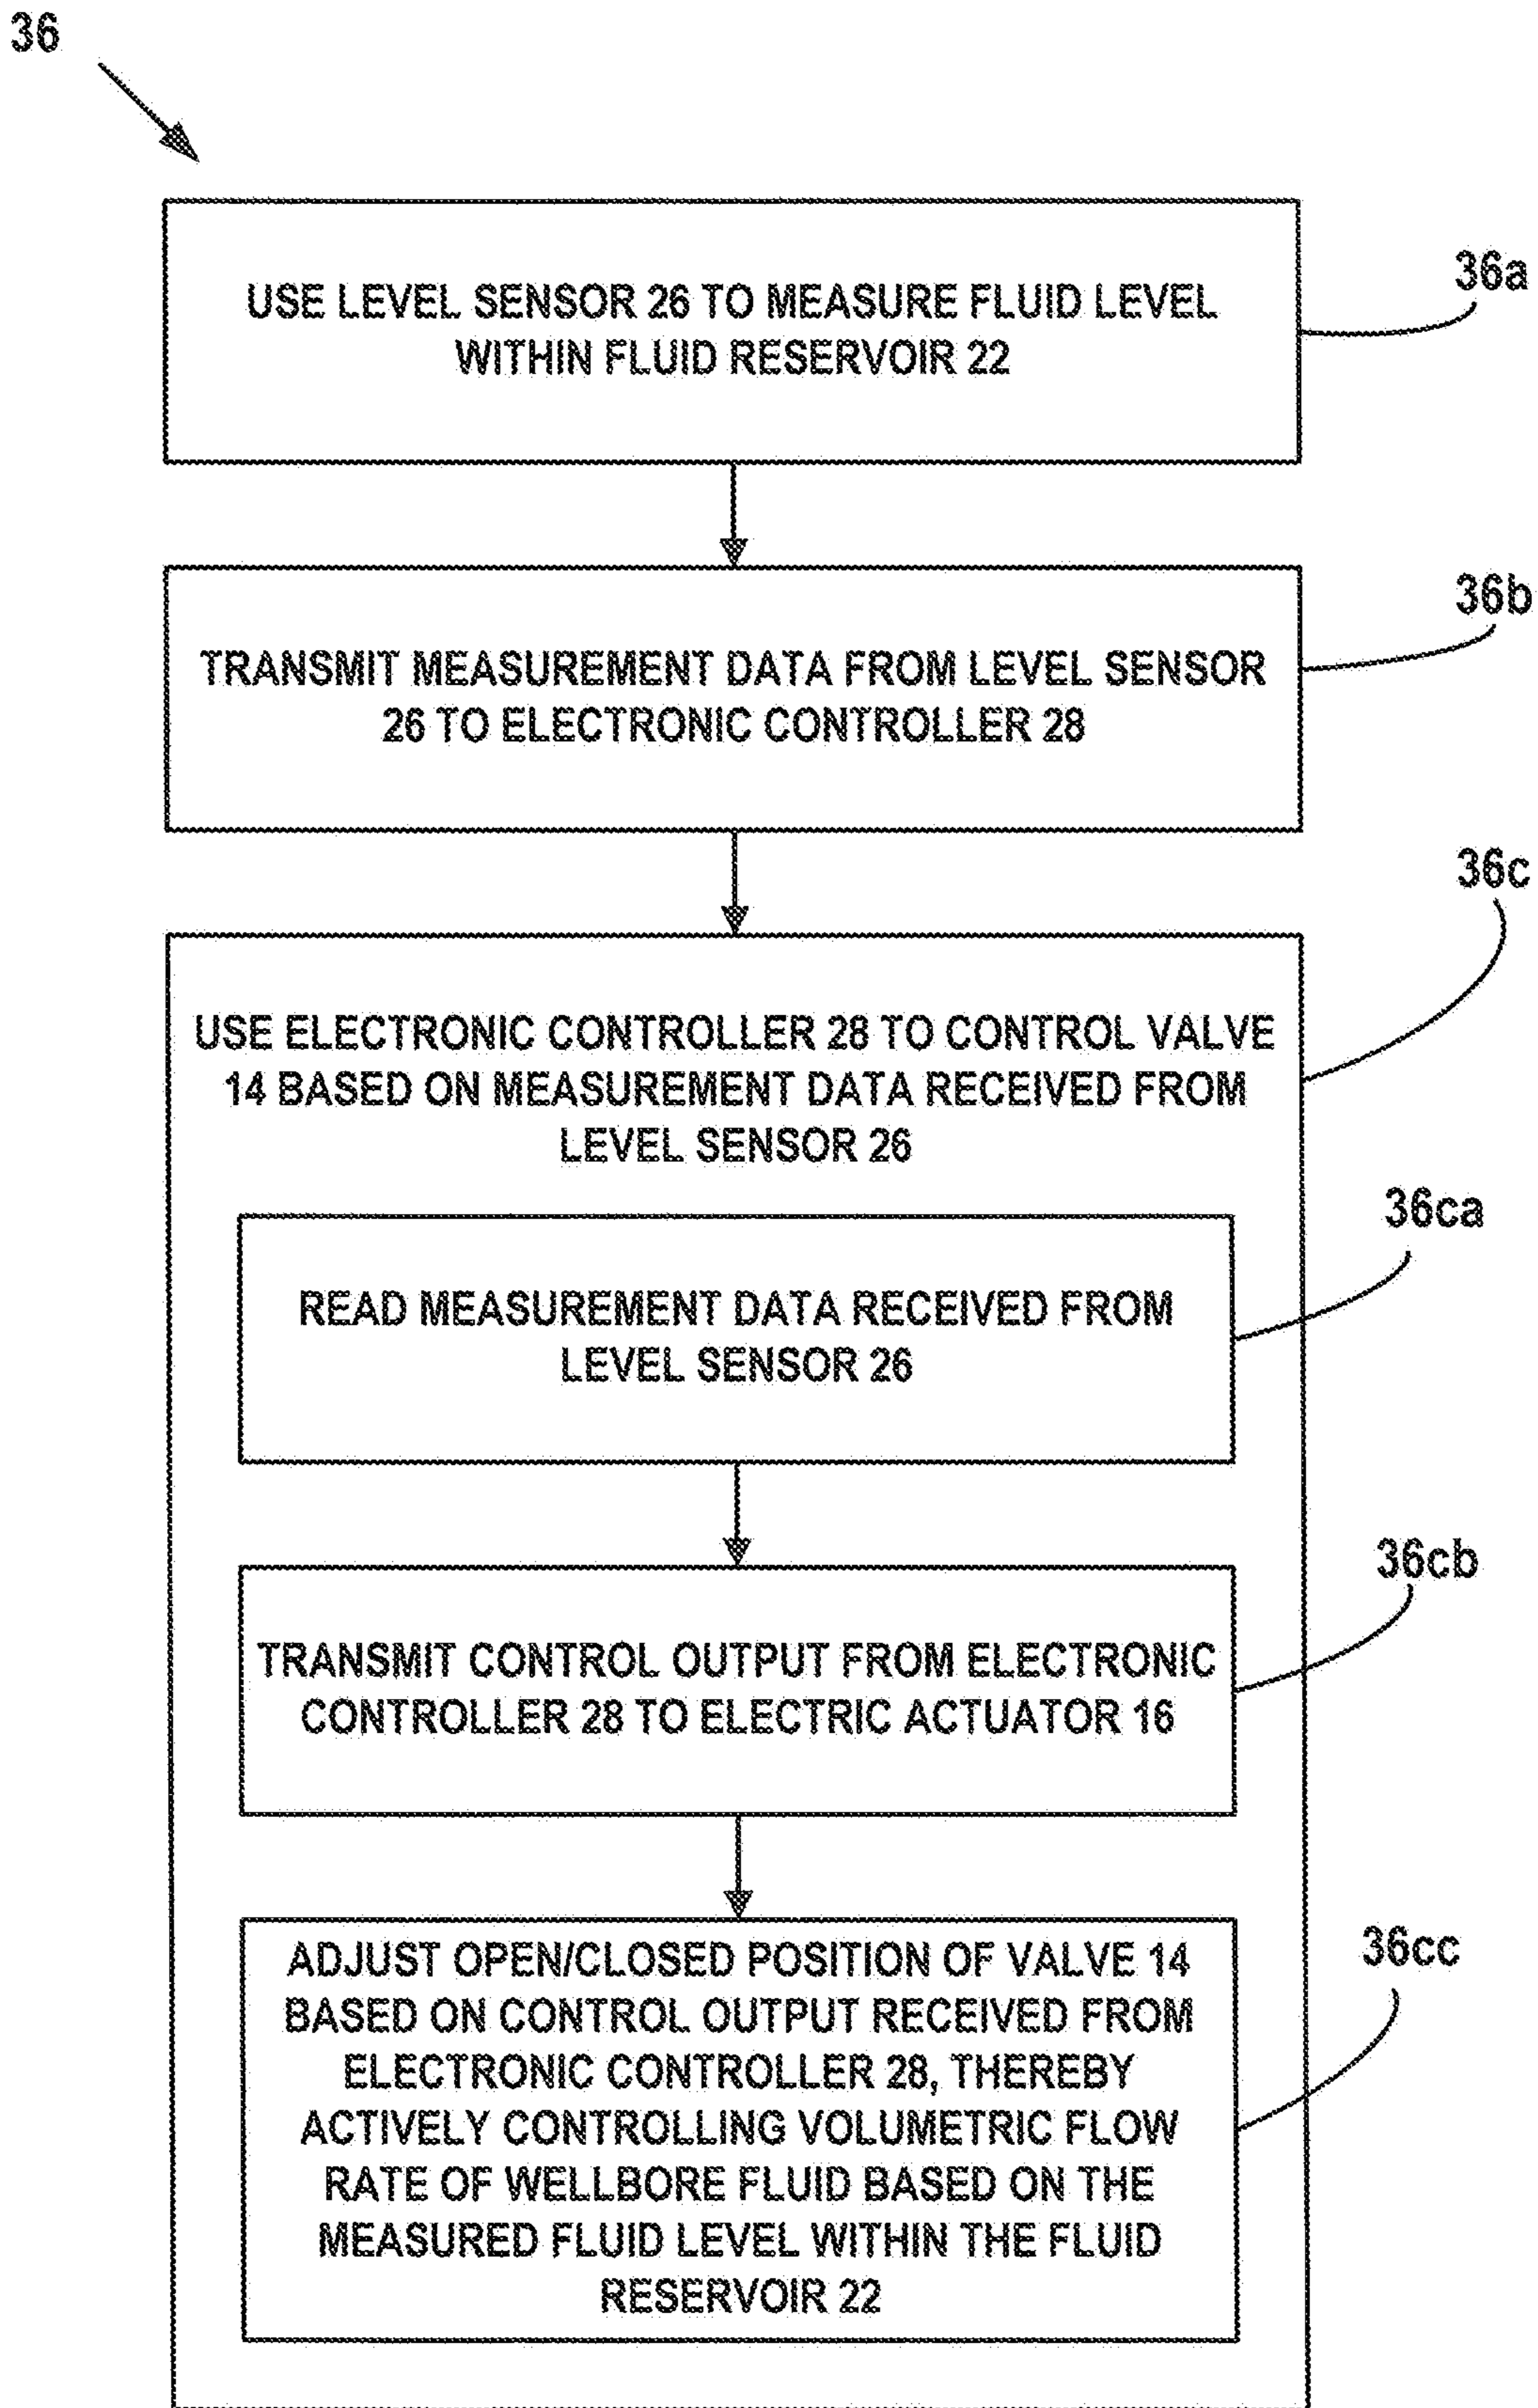 36
USE LEVEL SENSOR 26 TO MEASURE FLUID LEVEL
WITHIN FLUID RESERVOIR 22
36a
TRANSMIT MEASUREMENT DATA FROM LEVEL SENSOR
26 TO ELECTRONIC CONTROLLER 28
36b
36c
USE ELECTRONIC CONTROLLER 28 TO CONTROL VALVE
14 BASED ON MEASUREMENT DATA RECEIVED FROM
LEVEL SENSOR 26
36ca
READ MEASUREMENT DATA RECEIVED FROM
LEVEL SENSOR 26
36cb
TRANSMIT CONTROL OUTPUT FROM ELECTRONIC
CONTROLLER 28 TO ELECTRIC ACTUATOR 16
36cc
ADJUST OPEN/CLOSED POSITION OF VALVE 14
BASED ON CONTROL OUTPUT RECEIVED FROM
ELECTRONIC CONTROLLER 28, THEREBY
ACTIVELY CONTROLLING VOLUMETRIC FLOW
RATE OF WELLBORE FLUID BASED ON THE
MEASURED FLUID LEVEL WITHIN THE FLUID
RESERVOIR 22